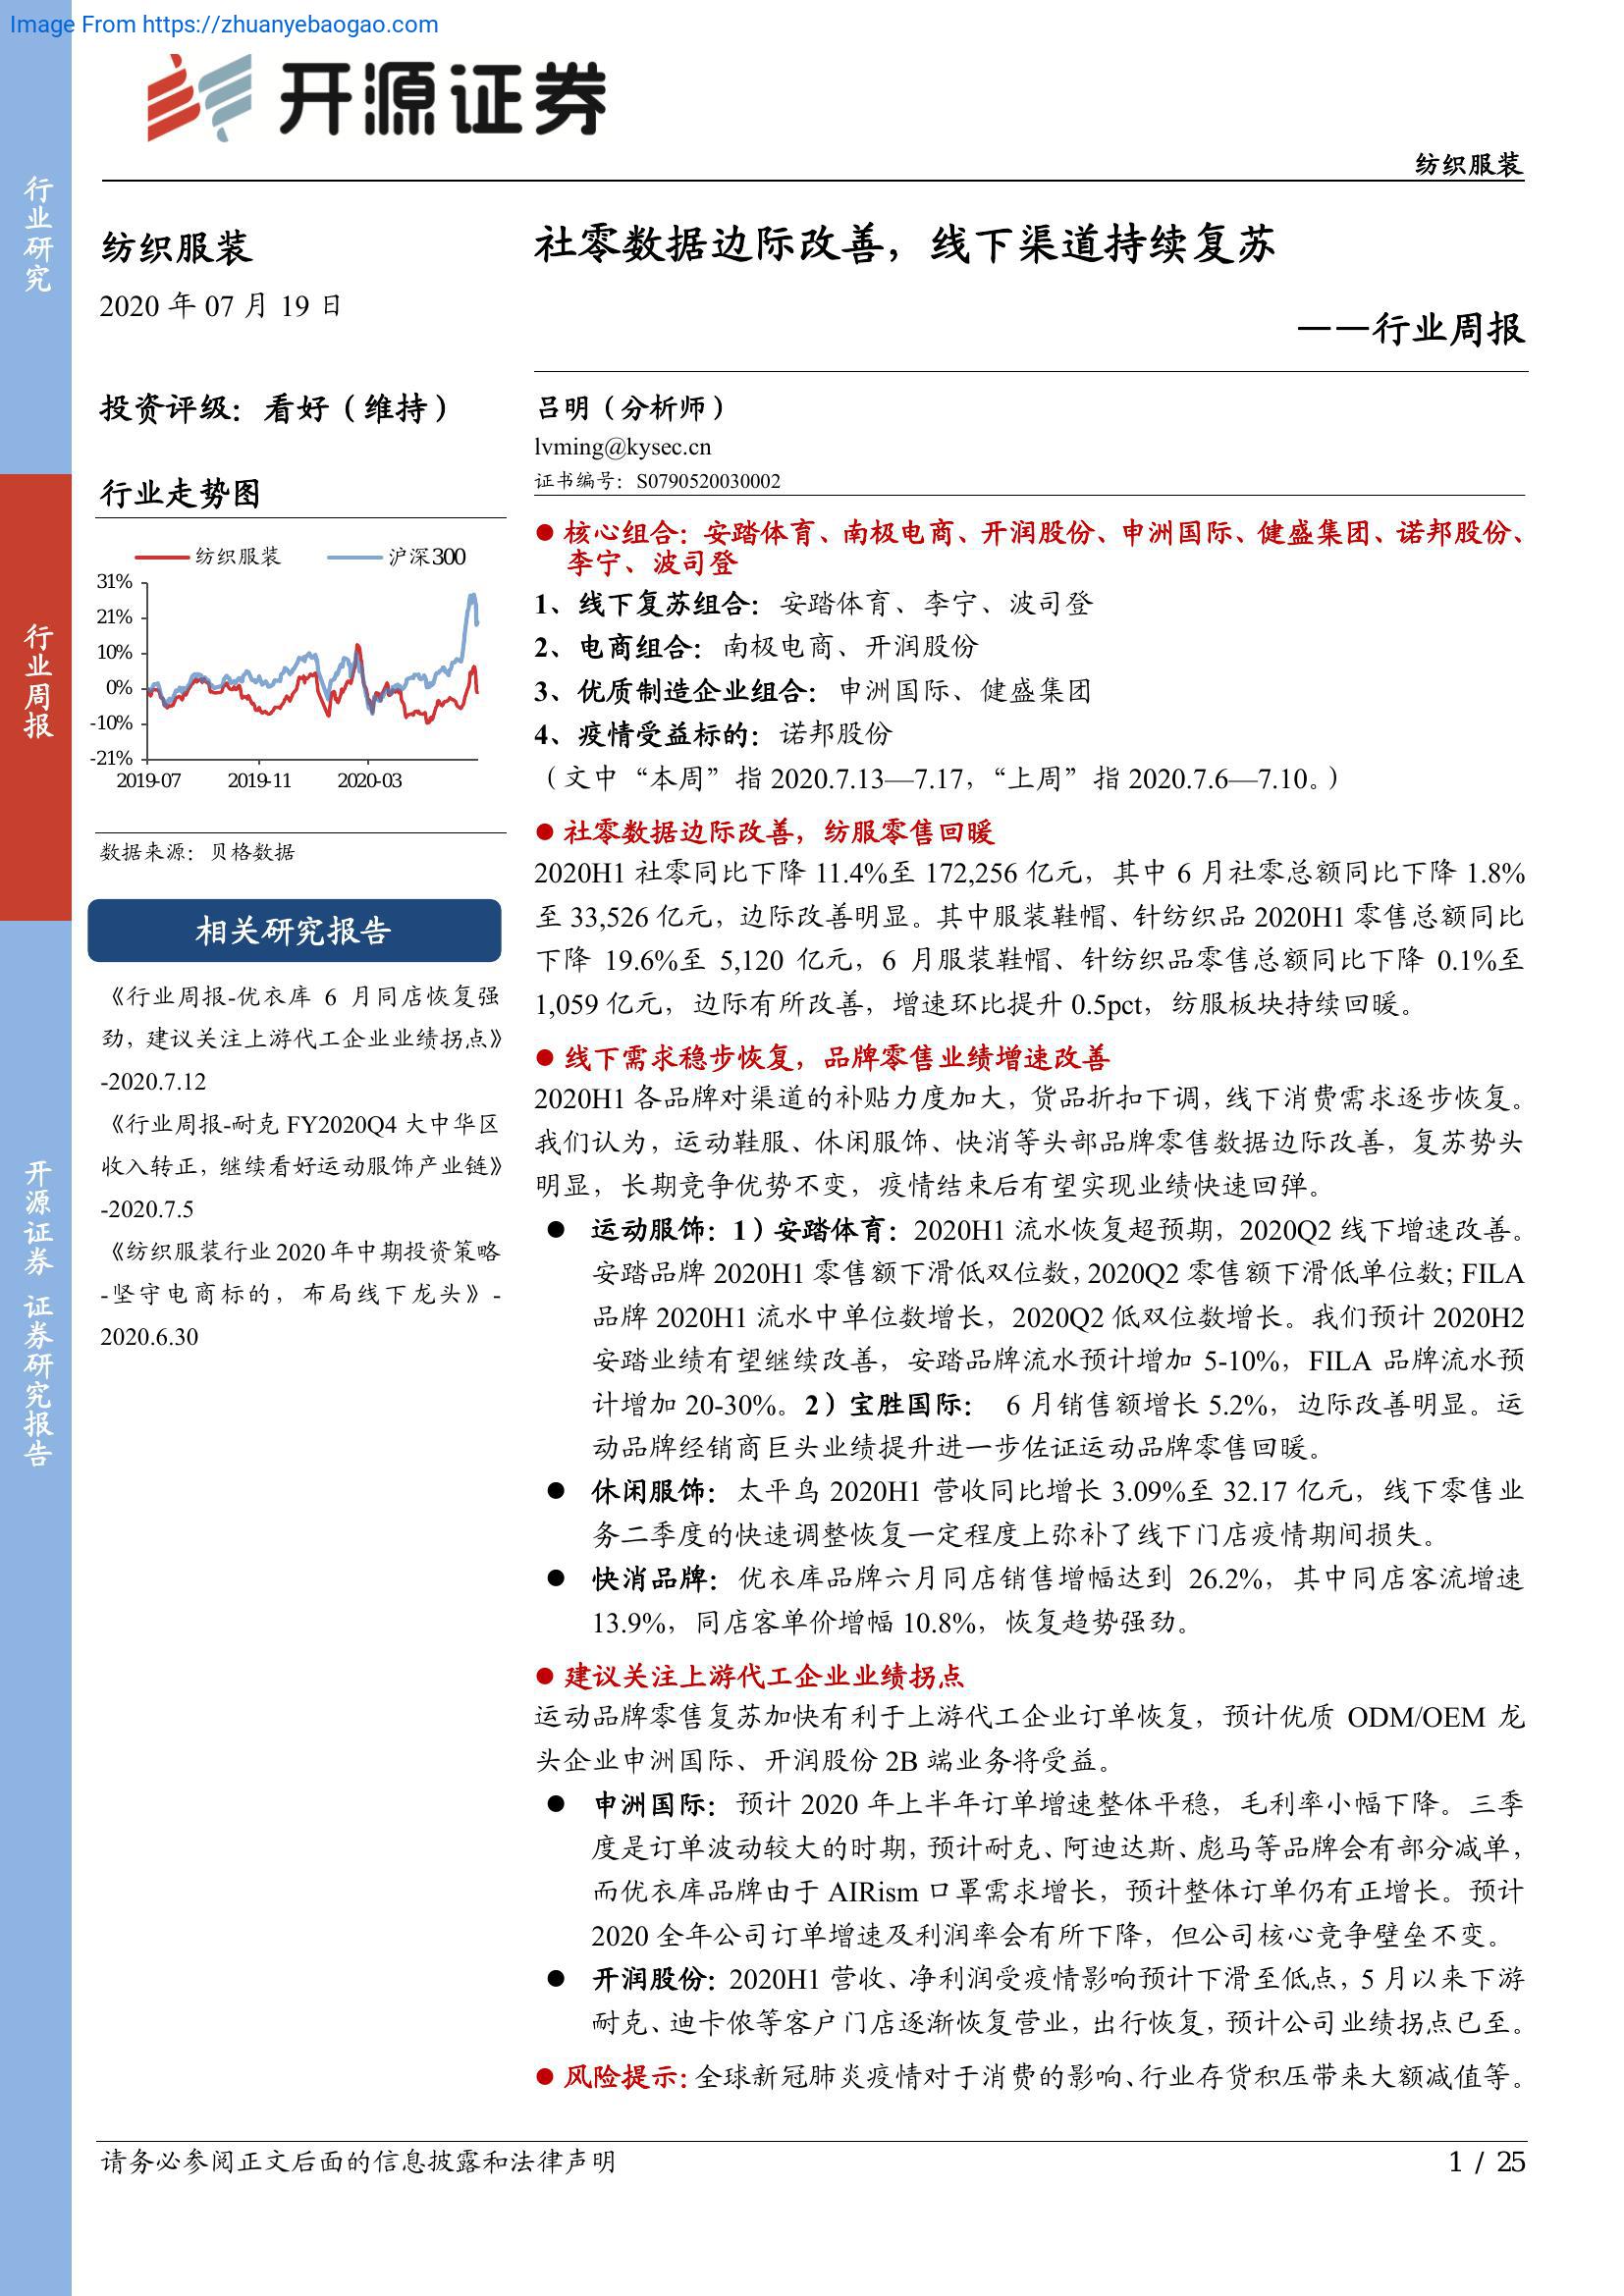 Image From https://zhuanyebaogao.com
开源证券
纺织服装
行业研究
行业周报
开源证券 证券研究报告
纺织服装
2020 年 07 月 19 日
投资评级：看好（维持）
行业走势图
纺织服装 沪深300
31%
21%
10%
0%
-10%
-21%
2019-07 2019-11 2020-03
数据来源：贝格数据
相关研究报告
《行业周报-优衣库 6 月同店恢复强
劲，建议关注上游代工企业业绩拐点》
-2020.7.12
《行业周报-耐克 FY2020Q4 大中华区
收入转正，继续看好运动服饰产业链》
-2020.7.5
《纺织服装行业 2020 年中期投资策略
-坚守电商标的，布局线下龙头》-
2020.6.30
社零数据边际改善，线下渠道持续复苏
——行业周报
吕明（分析师）
lvming@kysec.cn
证书编号：S0790520030002
● 核心组合：安踏体育、南极电商、开润股份、申洲国际、健盛集团、诺邦股份、
李宁、波司登
1、线下复苏组合：安踏体育、李宁、波司登
2、电商组合：南极电商、开润股份
3、优质制造企业组合：申洲国际、健盛集团
4、疫情受益标的：诺邦股份
（文中“本周”指 2020.7.13—7.17，“上周”指 2020.7.6—7.10。）
● 社零数据边际改善，纺服零售回暖
2020H1 社零同比下降 11.4%至 172,256 亿元，其中 6 月社零总额同比下降 1.8%
至 33,526 亿元，边际改善明显。其中服装鞋帽、针纺织品 2020H1 零售总额同比
下降 19.6%至 5,120 亿元，6 月服装鞋帽、针纺织品零售总额同比下降 0.1%至
1,059 亿元，边际有所改善，增速环比提升 0.5pct，纺服板块持续回暖。
● 线下需求稳步恢复，品牌零售业绩增速改善
2020H1 各品牌对渠道的补贴力度加大，货品折扣下调，线下消费需求逐步恢复。
我们认为，运动鞋服、休闲服饰、快消等头部品牌零售数据边际改善，复苏势头
明显，长期竞争优势不变，疫情结束后有望实现业绩快速回弹。
● 运动服饰：1）安踏体育：2020H1 流水恢复超预期，2020Q2 线下增速改善。
安踏品牌 2020H1 零售额下滑低双位数，2020Q2 零售额下滑低单位数；FILA
品牌 2020H1 流水中单位数增长，2020Q2 低双位数增长。我们预计 2020H2
安踏业绩有望继续改善，安踏品牌流水预计增加 5-10%，FILA 品牌流水预
计增加 20-30%。2）宝胜国际： 6 月销售额增长 5.2%，边际改善明显。运
动品牌经销商巨头业绩提升进一步佐证运动品牌零售回暖。
● 休闲服饰：太平鸟 2020H1 营收同比增长 3.09%至 32.17 亿元，线下零售业
务二季度的快速调整恢复一定程度上弥补了线下门店疫情期间损失。
● 快消品牌：优衣库品牌六月同店销售增幅达到 26.2%，其中同店客流增速
13.9%，同店客单价增幅 10.8%，恢复趋势强劲。
● 建议关注上游代工企业业绩拐点
运动品牌零售复苏加快有利于上游代工企业订单恢复，预计优质 ODM/OEM 龙
头企业申洲国际、开润股份 2B 端业务将受益。
● 申洲国际：预计 2020 年上半年订单增速整体平稳，毛利率小幅下降。三季
度是订单波动较大的时期，预计耐克、阿迪达斯、彪马等品牌会有部分减单，
而优衣库品牌由于 AIRism 口罩需求增长，预计整体订单仍有正增长。预计
2020 全年公司订单增速及利润率会有所下降，但公司核心竞争壁垒不变。
● 开润股份：2020H1 营收、净利润受疫情影响预计下滑至低点，5 月以来下游
耐克、迪卡侬等客户门店逐渐恢复营业，出行恢复，预计公司业绩拐点已至。
● 风险提示：全球新冠肺炎疫情对于消费的影响、行业存货积压带来大额减值等。
请务必参阅正文后面的信息披露和法律声明
1 / 25